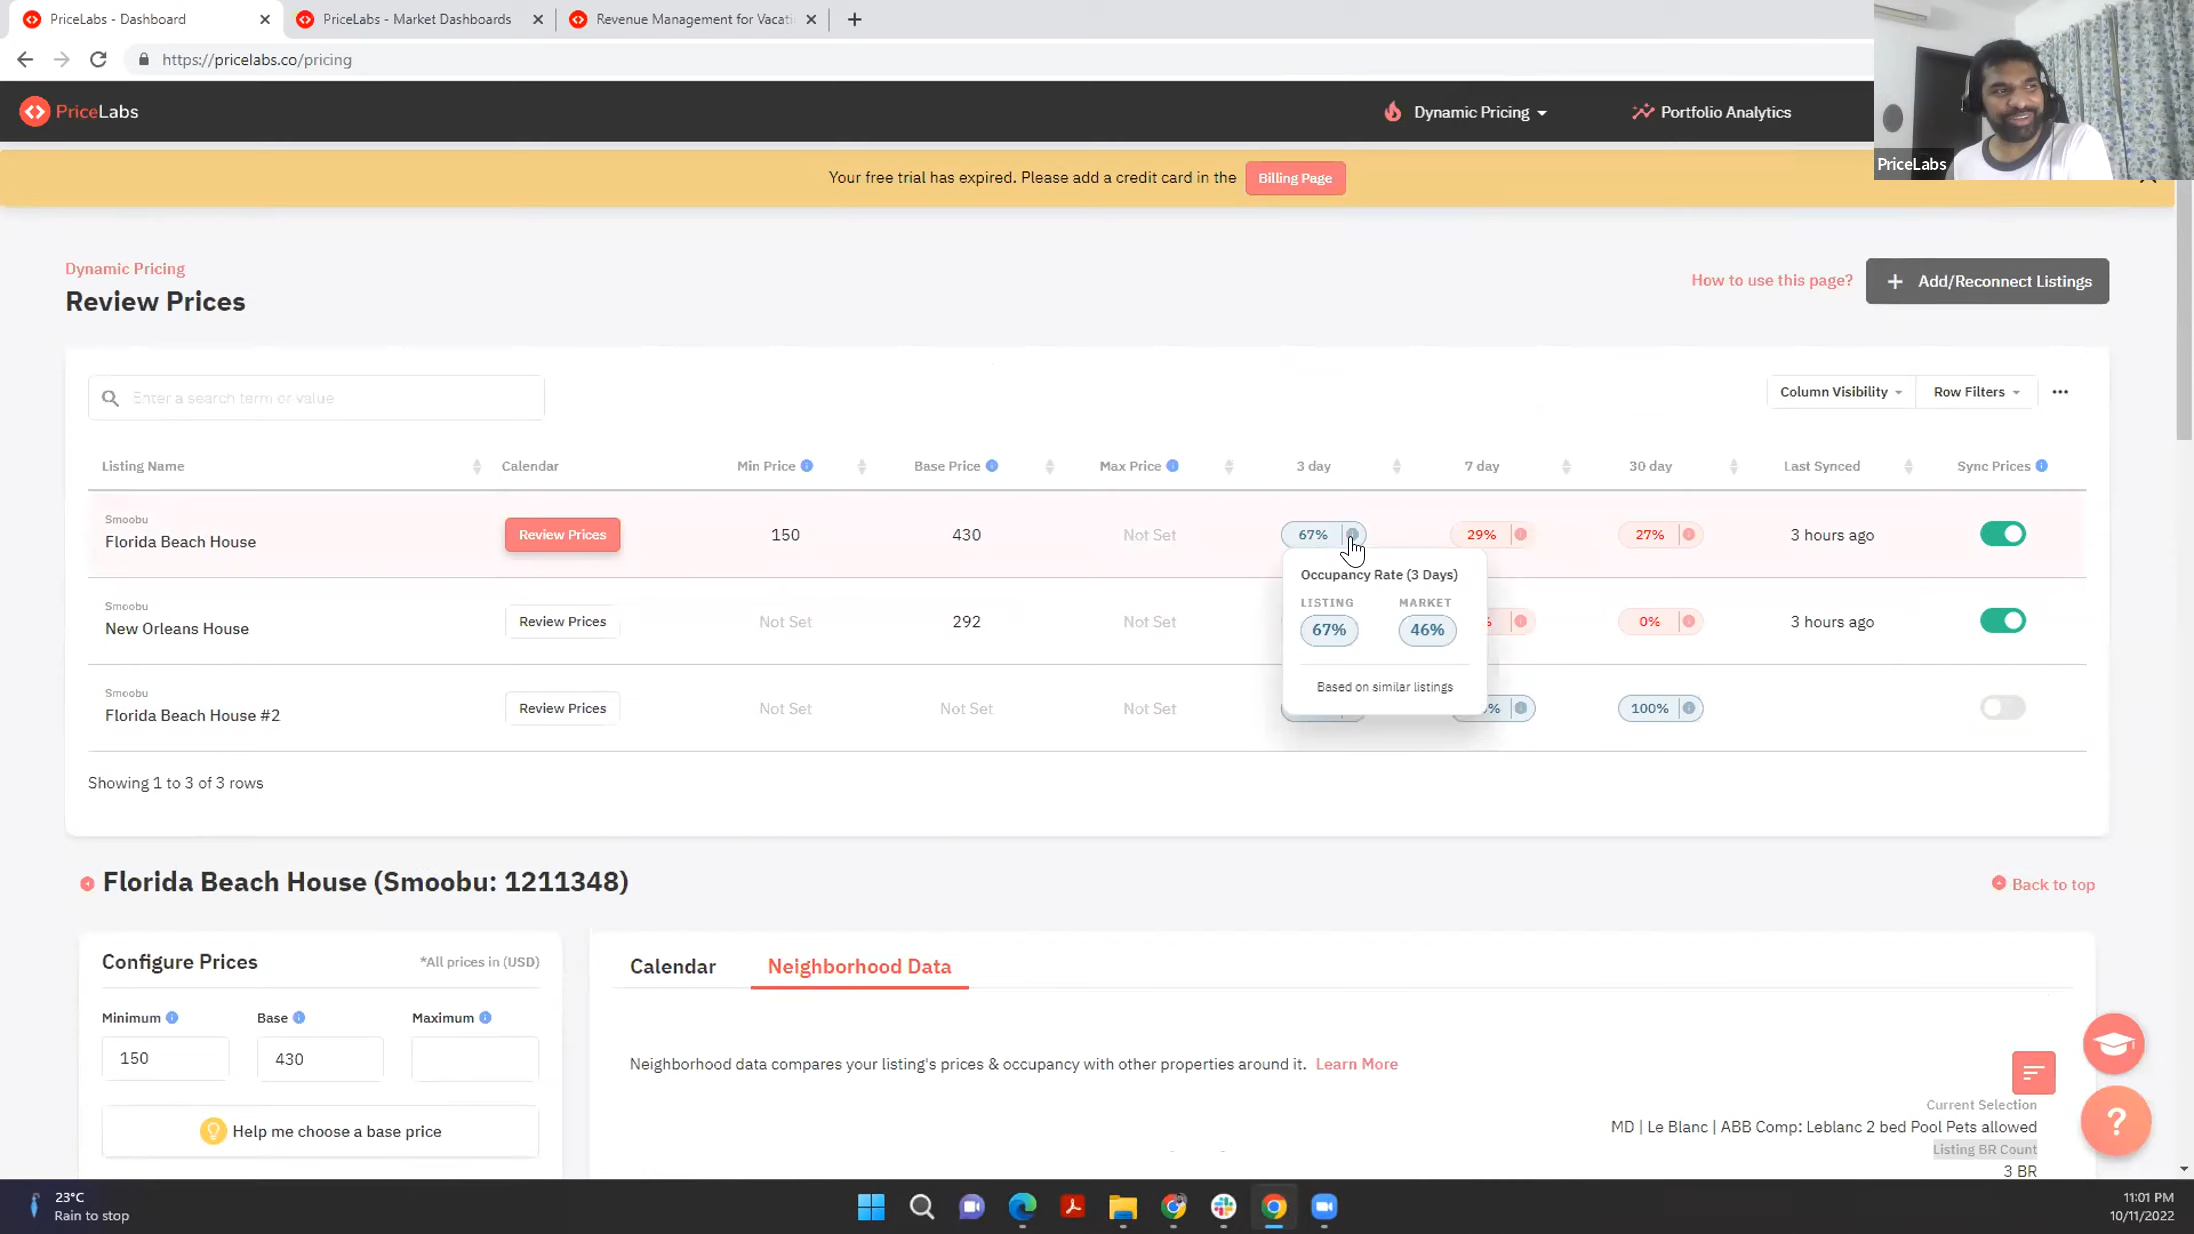 PriceLabs - Dashboard
PriceLabs - Market Dashboards
Revenue Management for Vacati
https://pricelabs.co/pricing
PriceLabs
Dynamic Pricing
Portfolio Analytics
PriceLabs
Your free trial has expired. Please add a credit card in the
Billing Page
Dynamic Pricing
Review Prices
How to use this page?
Add/Reconnect Listings
Enter a search term or value
Column Visibility
Row Filters
Listing Name
Calendar
Min Price
Base Price
Max Price
3 day
7 day
30 day
Last Synced
Sync Prices
Smoobu
Florida Beach House
Review Prices
150
430
Not Set
67%
29%
27%
3 hours ago
Occupancy Rate (3 Days)
LISTING
MARKET
67%
46%
Based on similar listings
Smoobu
New Orleans House
Review Prices
Not Set
292
Not Set
%
0%
3 hours ago
Smoobu
Florida Beach House #2
Review Prices
Not Set
Not Set
Not Set
%
100%
Showing 1 to 3 of 3 rows
Florida Beach House (Smoobu: 1211348)
Back to top
Configure Prices
*All prices in (USD)
Minimum
Base
Maximum
150
430
Help me choose a base price
Calendar
Neighborhood Data
Neighborhood data compares your listing's prices & occupancy with other properties around it. Learn More
Current Selection
MD | Le Blanc | ABB Comp: Leblanc 2 bed Pool Pets allowed
Listing BR Count
3 BR
23°C
Rain to stop
11:01 PM
10/11/2022